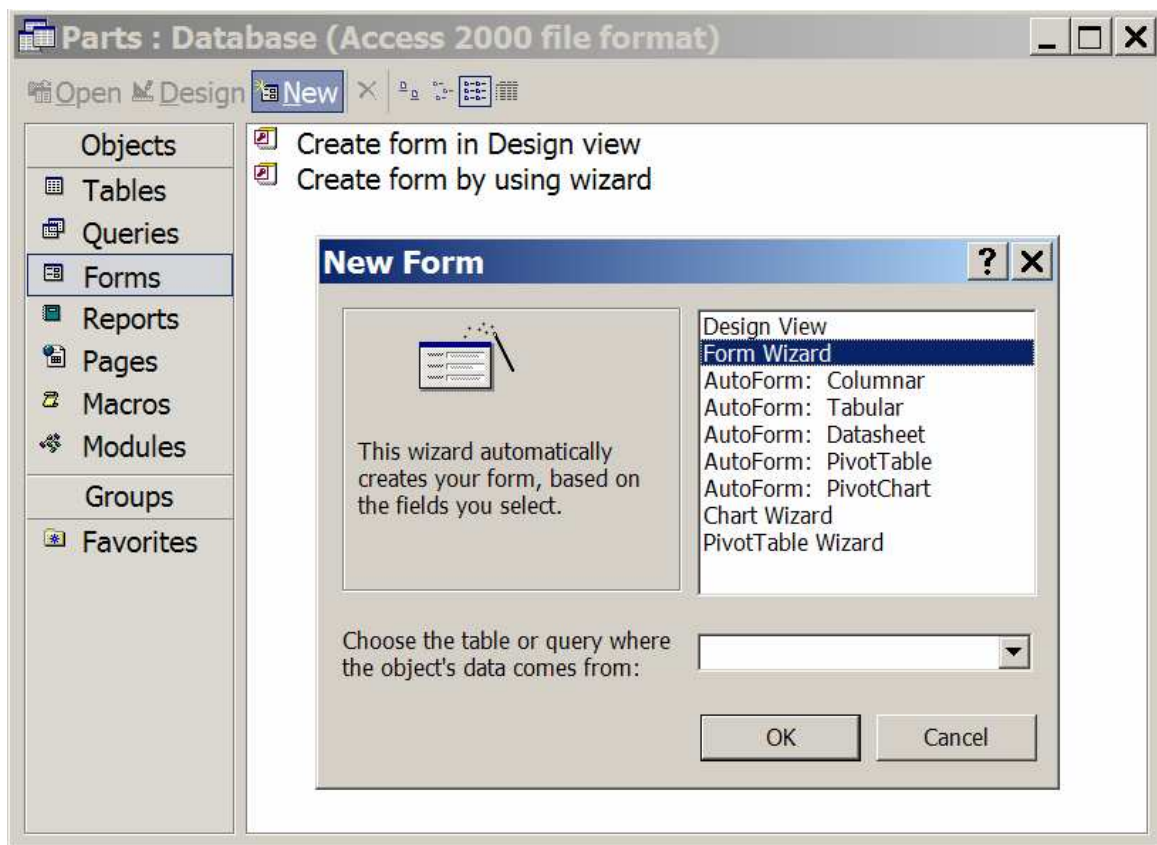 Parts : Database (Access 2000 file format)
Open Design New
Objects
Tables
Queries
Forms
Reports
Pages
Macros
Modules
Groups
Favorites
Create form in Design view
Create form by using wizard
New Form
?
This wizard automatically
creates your form, based on
the fields you select.
Design View
Form Wizard
AutoForm: Columnar
AutoForm: Tabular
AutoForm: Datasheet
AutoForm: PivotTable
AutoForm: PivotChart
Chart Wizard
PivotTable Wizard
Choose the table or query where
the object's data comes from:
OK Cancel